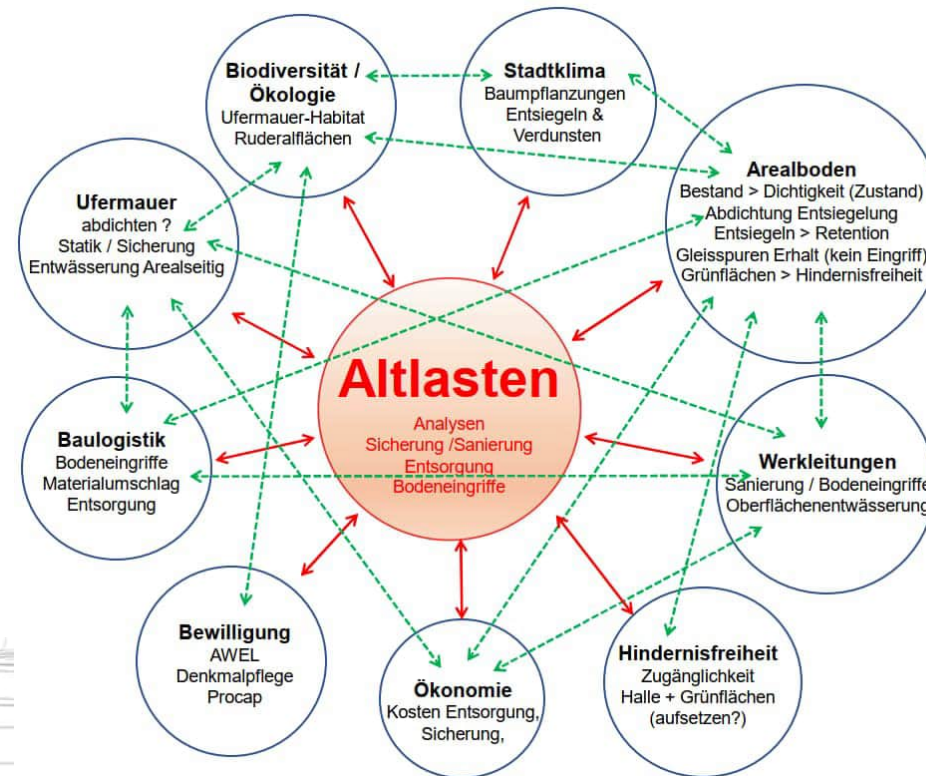 Biodiversität /
Ökologie
Ufermauer-Habitat
Ruderalflächen
Stadtklima
Baumpflanzungen
Entsiegeln &
Verdunsten
Arealboden
Bestand > Dichtigkeit (Zustand)
Abdichtung Entsiegelung
Entsiegeln > Retention
Gleisspuren Erhalt (kein Eingriff)
Grünflächen > Hindernisfreiheit
Ufermauer
abdichten ?
Statik / Sicherung
Entwässerung Arealseitig
Altlasten
Analysen
Sicherung /Sanierung
Entsorgung
Bodeneingriffe
Baulogistik
Bodeneingriffe
Materialumschlag
Entsorgung
Werkleitungen
Sanierung / Bodeneingriffe
Oberflächenentwässerung
Bewilligung
AWEL
Denkmalpflege
Procap
Ökonomie
Kosten Entsorgung,
Sicherung,
Hindernisfreiheit
Zugänglichkeit
Halle + Grünflächen
(aufsetzen?)